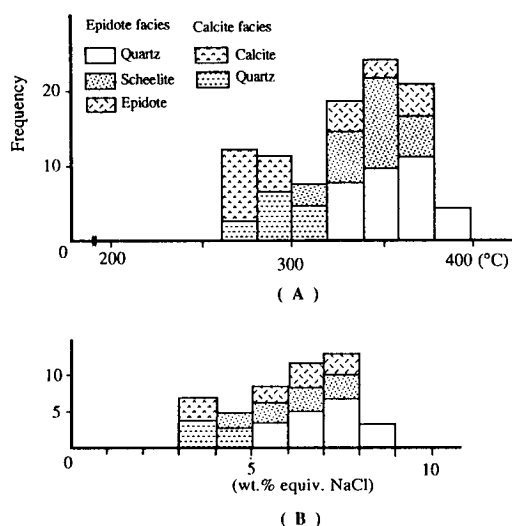 Epidote facies Calcite facies
Quartz Calcite
Scheelite Quartz
Epidote
Frequency
20
10
0 200 300 400 (°C)
( A )
10
5
0 5 10
(wt.% equiv. NaCl)
( B )